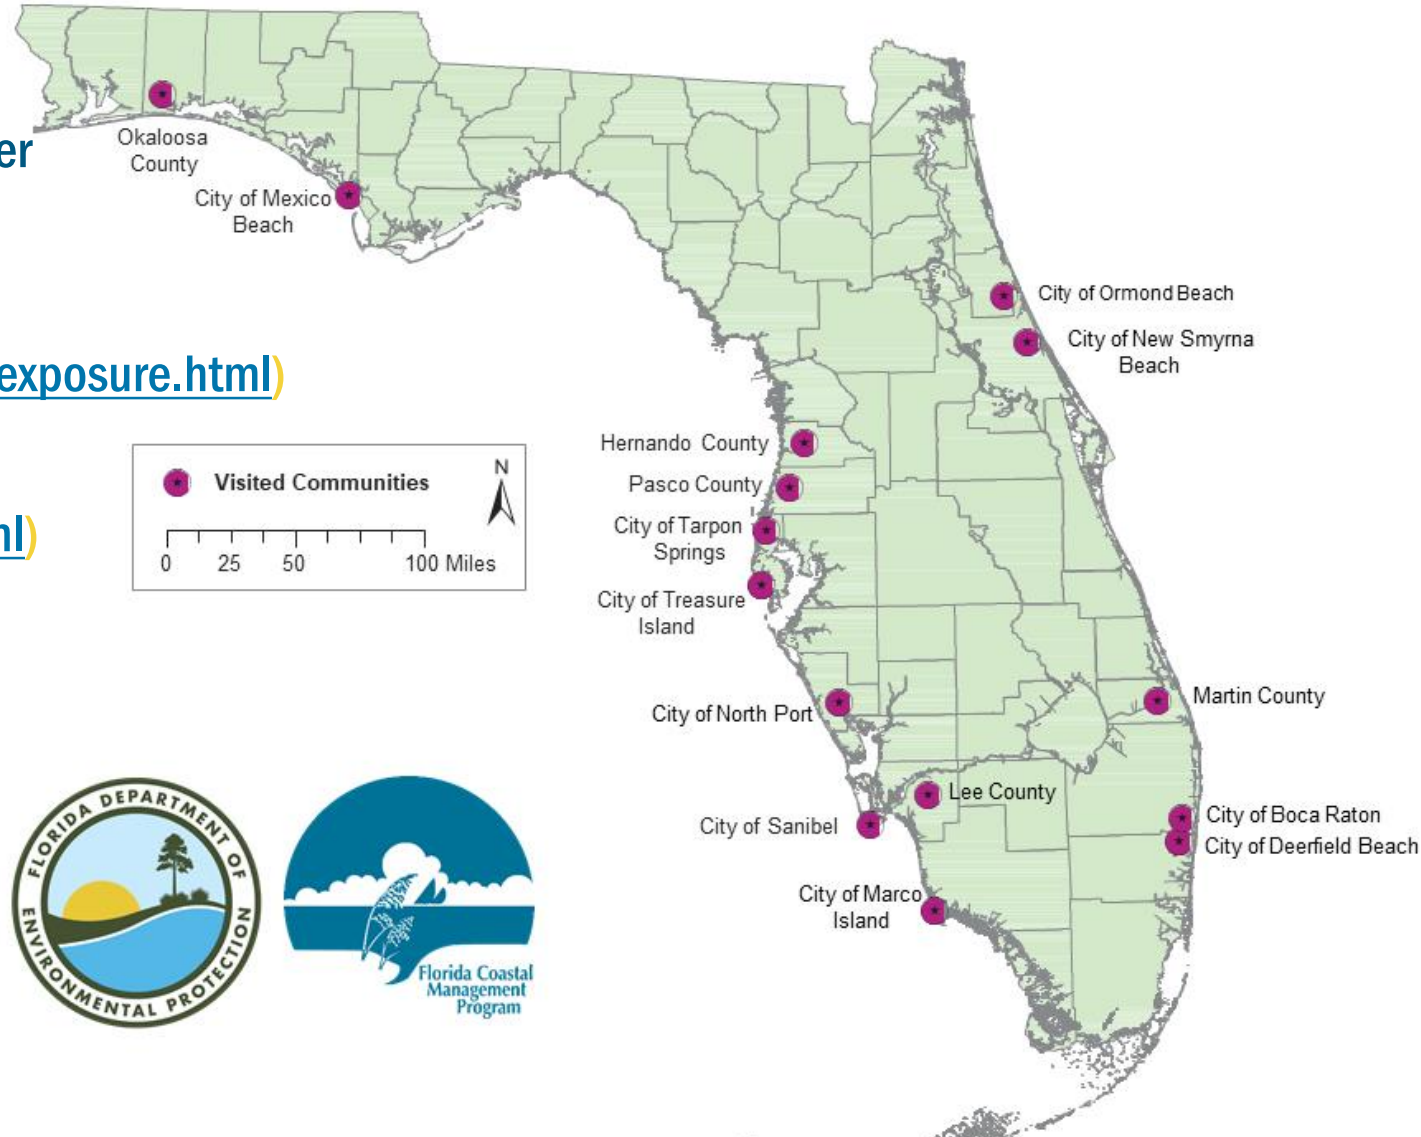 er
Okaloosa
County
City of Mexico
Beach
City of Ormond Beach
City of New Smyrna
Beach
exposure.html)
Hernando County
Visited Communities
N
Pasco County
ml)
City of Tarpon
Springs
0 25 50 100 Miles
City of Treasure
Island
Martin County
City of North Port
Lee County
City of Boca Raton
City of Sanibel
City of Deerfield Beach
City of Marco
Island
FLORIDA DEPARTMENT OF
ENVIRONMENTAL PROTECTION
Florida Coastal
Management
Program